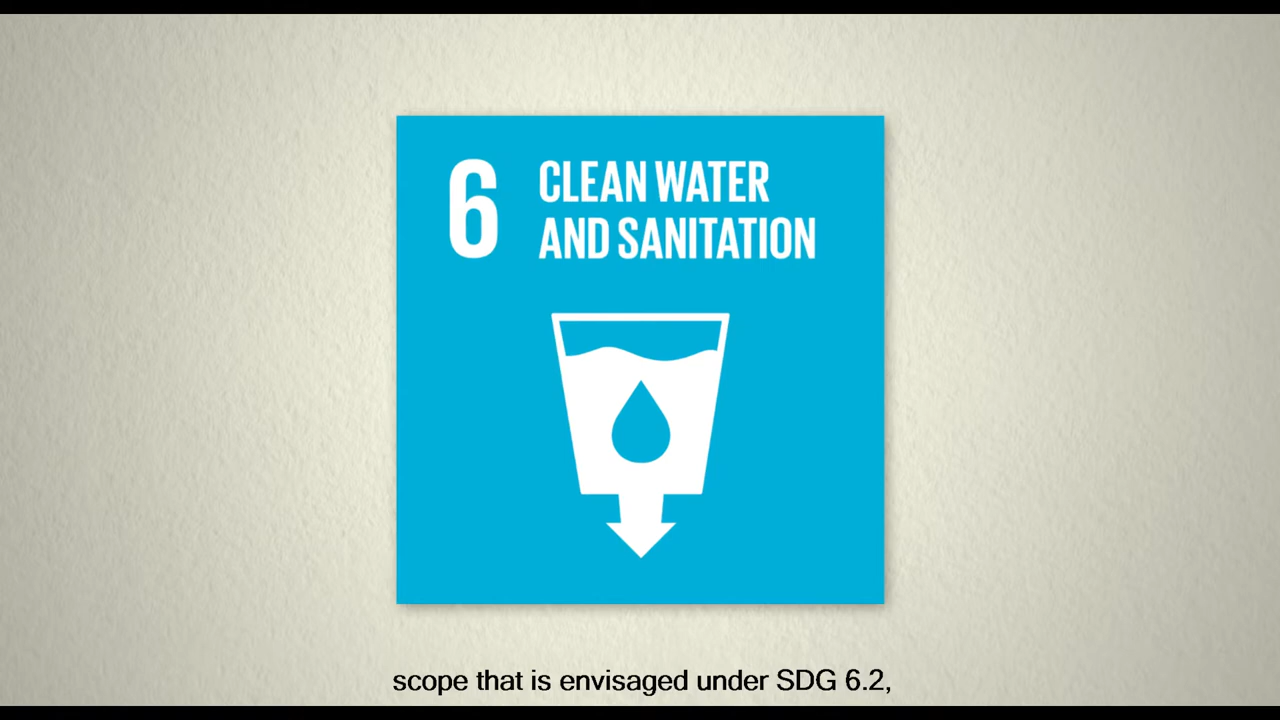 6 CLEAN WATER
AND SANITATION
scope that is envisaged under SDG 6.2,